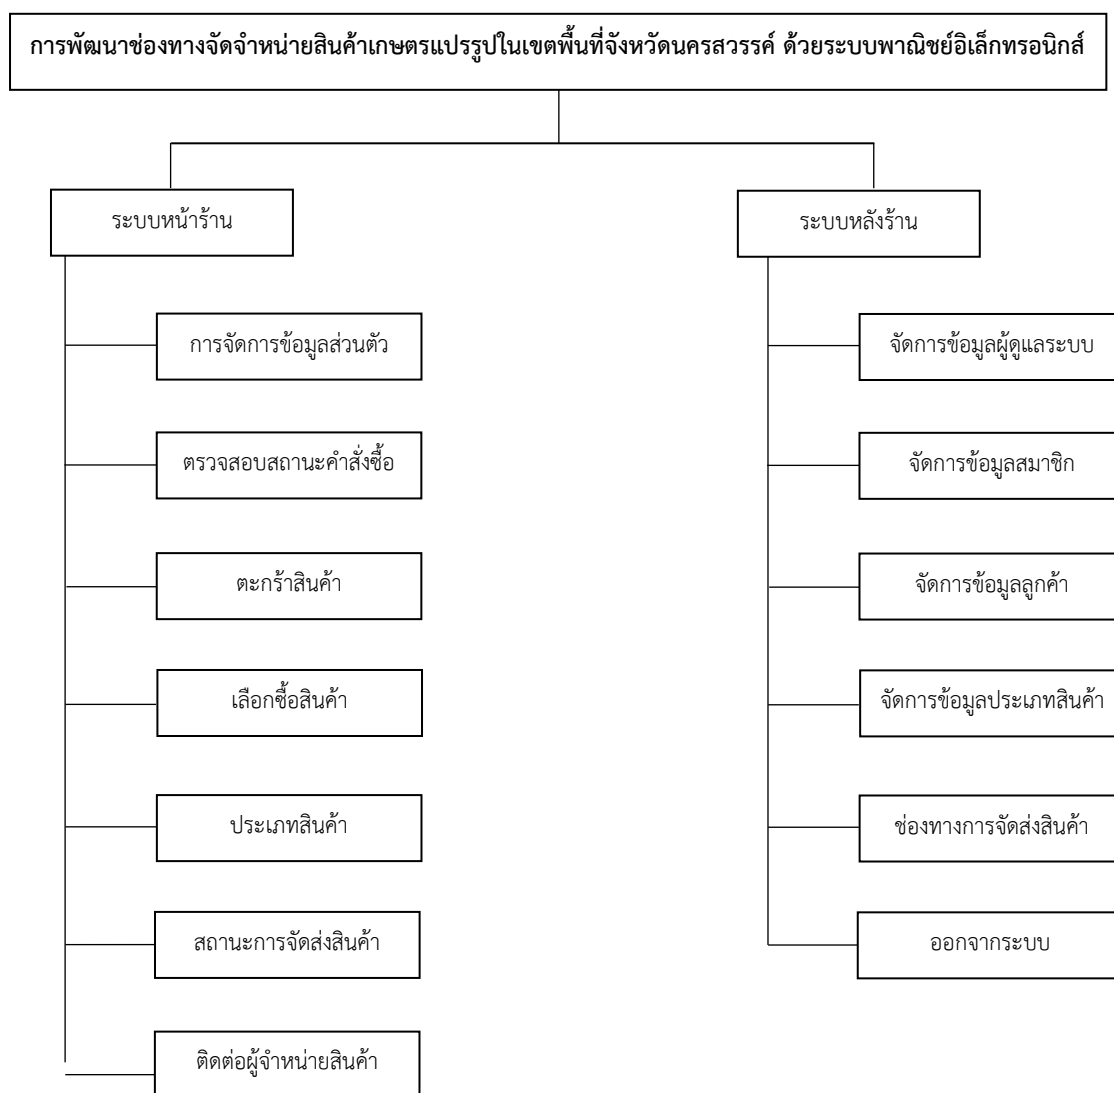 การพัฒนาช่องทางจัดจำหน่ายสินค้าเกษตรแปรรูปในเขตพื้นที่จังหวัดนครสวรรค์ ด้วยระบบพาณิชย์อิเล็กทรอนิกส์
ระบบหน้าร้าน
การจัดการข้อมูลส่วนตัว
ตรวจสอบสถานะคำสั่งซื้อ
ตะกร้าสินค้า
เลือกซื้อสินค้า
ประเภทสินค้า
สถานะการจัดส่งสินค้า
ติดต่อผู้จำหน่ายสินค้า
ระบบหลังร้าน
จัดการข้อมูลผู้ดูแลระบบ
จัดการข้อมูลสมาชิก
จัดการข้อมูลลูกค้า
จัดการข้อมูลประเภทสินค้า
ช่องทางการจัดส่งสินค้า
ออกจากระบบ